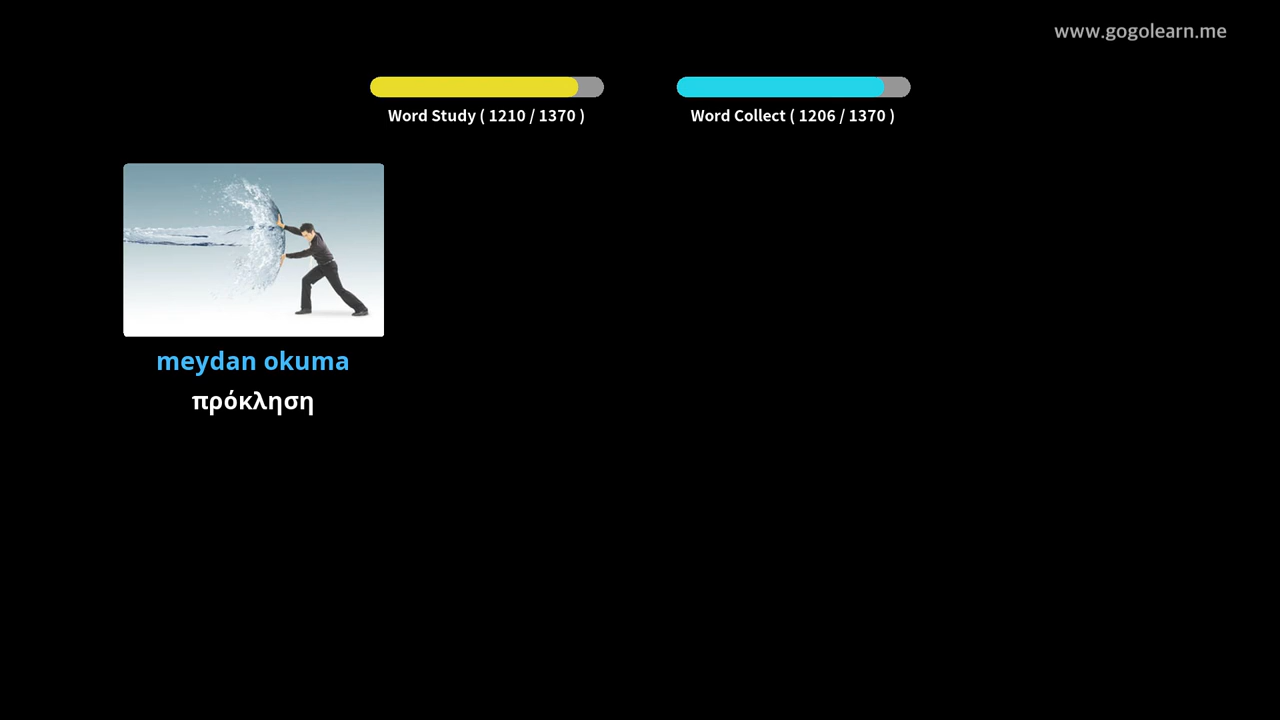 www.gogolearn.me
Word Study ( 1210 / 1370 )
Word Collect ( 1206 / 1370 )
meydan okuma
πρόκληση